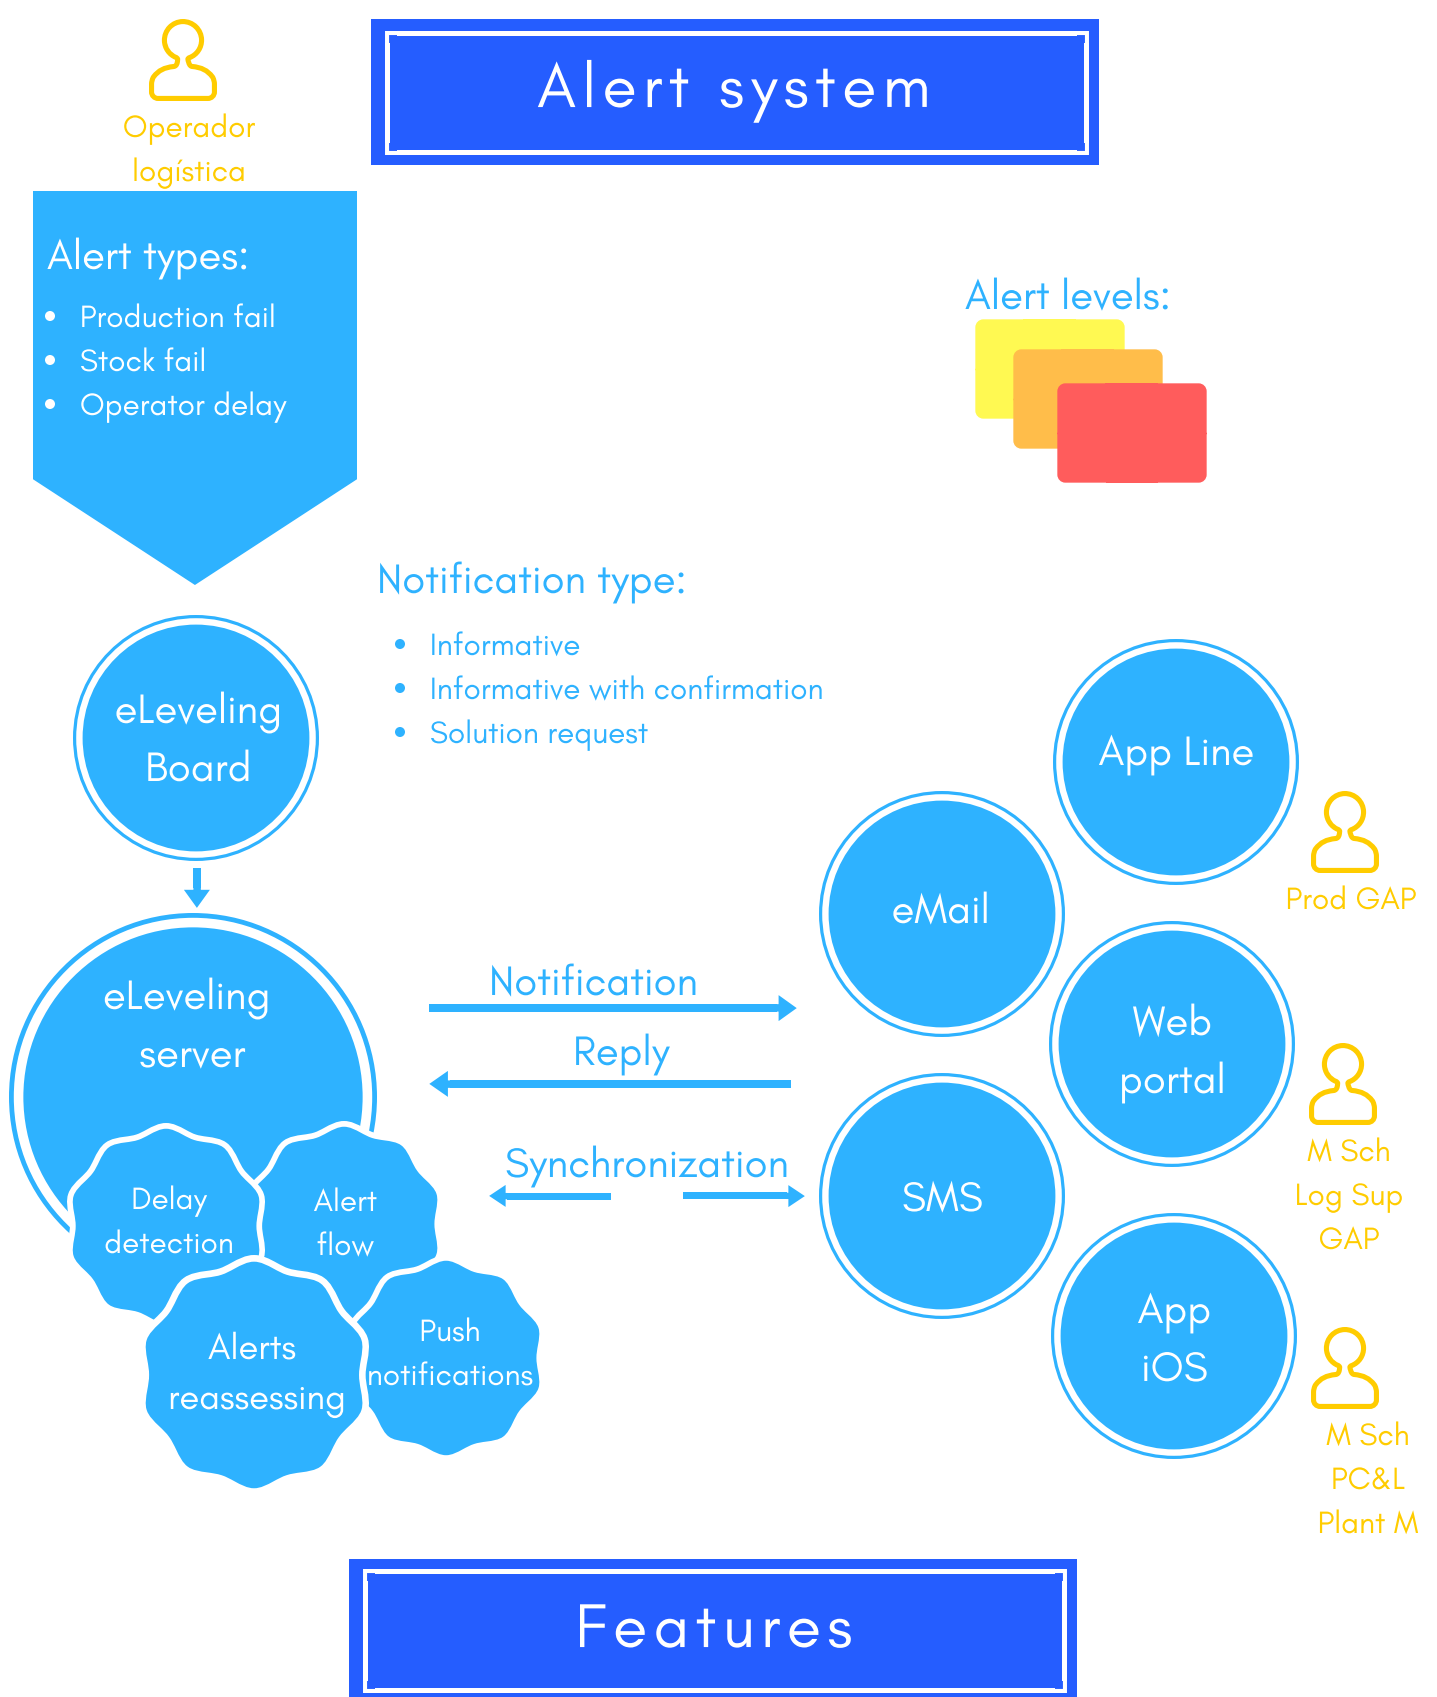 Alert system
Operador
logística
Alert types:
Production fail
Stock fail
Operator delay
Alert levels:
Notification type:
Informative
Informative with confirmation
Solution request
eLeveling
Board
App Line
Prod GAP
eMail
eLeveling
server
Notification
Reply
Synchronization
Web
portal
M Sch
Log Sup
GAP
SMS
Delay
detection
Alert
flow
Alerts
reassessing
Push
notifications
App
iOS
M Sch
PC&L
Plant M
Features